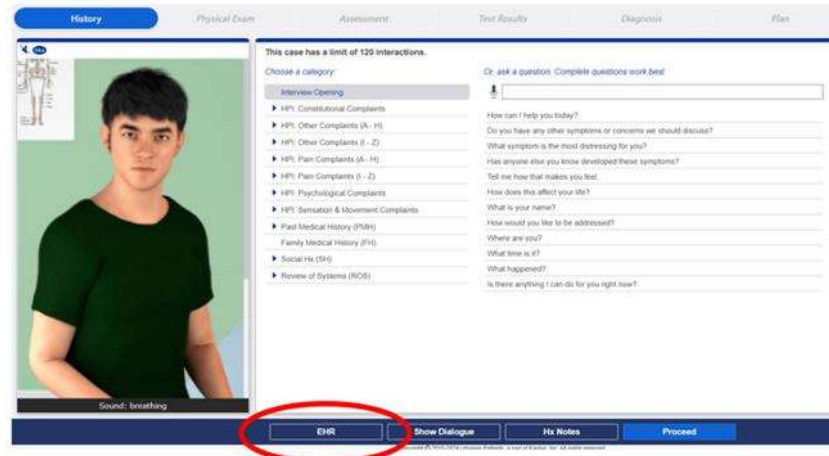 History
Physical Exam
Assessment
Test Results
Diagnosis
Plan
This case has a limit of 120 interactions.
Choose a category:
Interview Opening
HPI: Constitutional Complaints
HPI: Other Complaints (A - H)
HPI: Other Complaints (I - Z)
HPI: Pain Complaints (A - H)
HPI: Pain Complaints (I - Z)
HPI: Psychological Complaints
HPI: Sensation & Movement Complaints
Past Medical History (PMH)
Family Medical History (FH)
Social Hx (SH)
Review of Systems (ROS)
Or, ask a question. Complete questions work best.
How can I help you today?
Do you have any other symptoms or concerns we should discuss?
What symptom is the most distressing for you?
Has anyone else you know developed these symptoms?
Tell me how that makes you feel.
How does this affect your life?
What is your name?
How would you like to be addressed?
Where are you?
What time is it?
What happened?
Is there anything I can do for you right now?
Sound: breathing
EHR
Show Dialogue
Hx Notes
Proceed